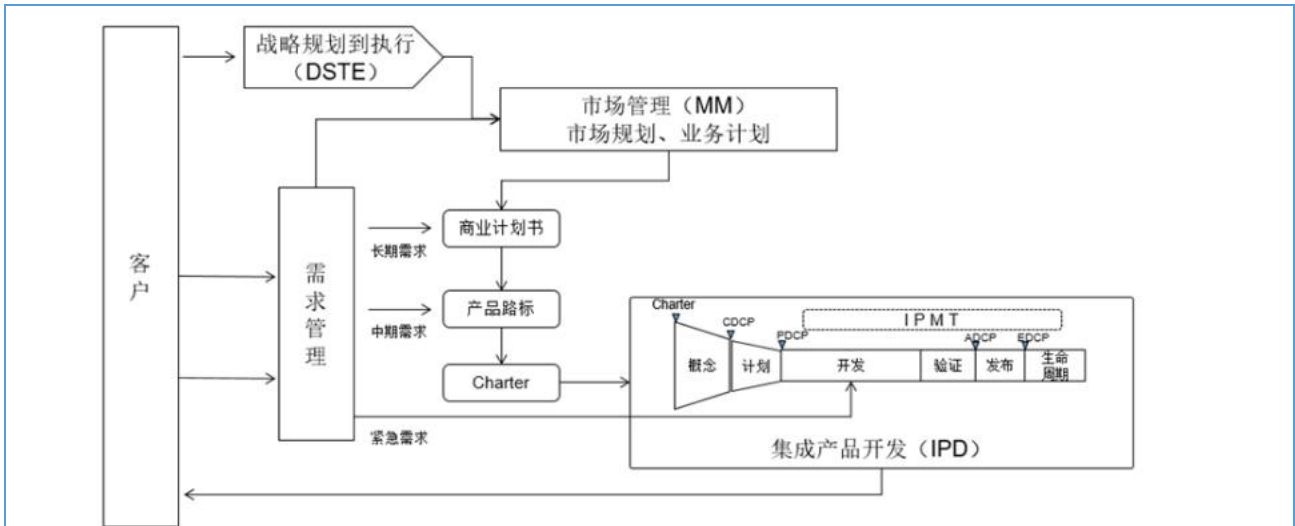 战略规划到执行
（DSTE）
市场管理（MM）
市场规划、业务计划
客户
需求管理
长期需求
商业计划书
中期需求
产品路标
Charter
紧急需求
Charter
CDCP
PDCP
IPMT
ADCP
EDCP
概念
计划
开发
验证
发布
生命
周期
集成产品开发（IPD）